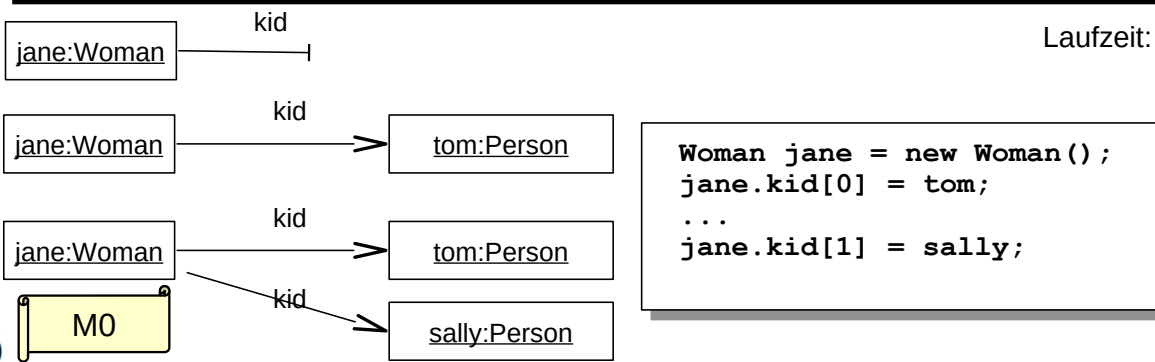 kid
jane:Woman
Laufzeit:
kid
jane:Woman
tom:Person
kid
jane:Woman
tom:Person
kid
sally:Person
M0
Woman jane = new Woman();
jane.kid[0] = tom;
...
jane.kid[1] = sally;